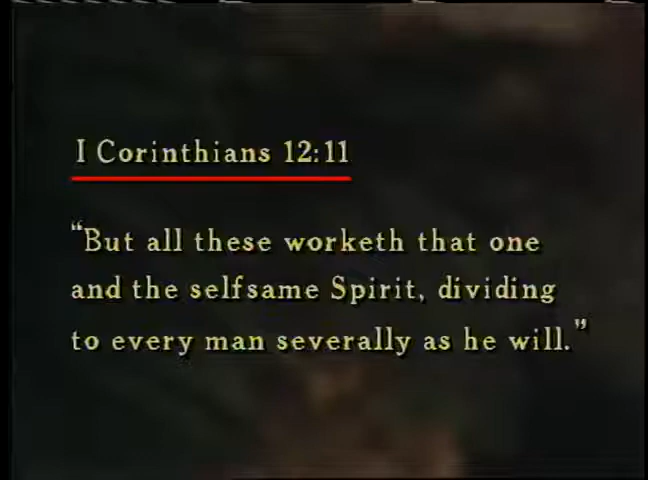 I Corinthians 12:11
“But all these worketh that one
and the selfsame Spirit, dividing
to every man severally as he will.”